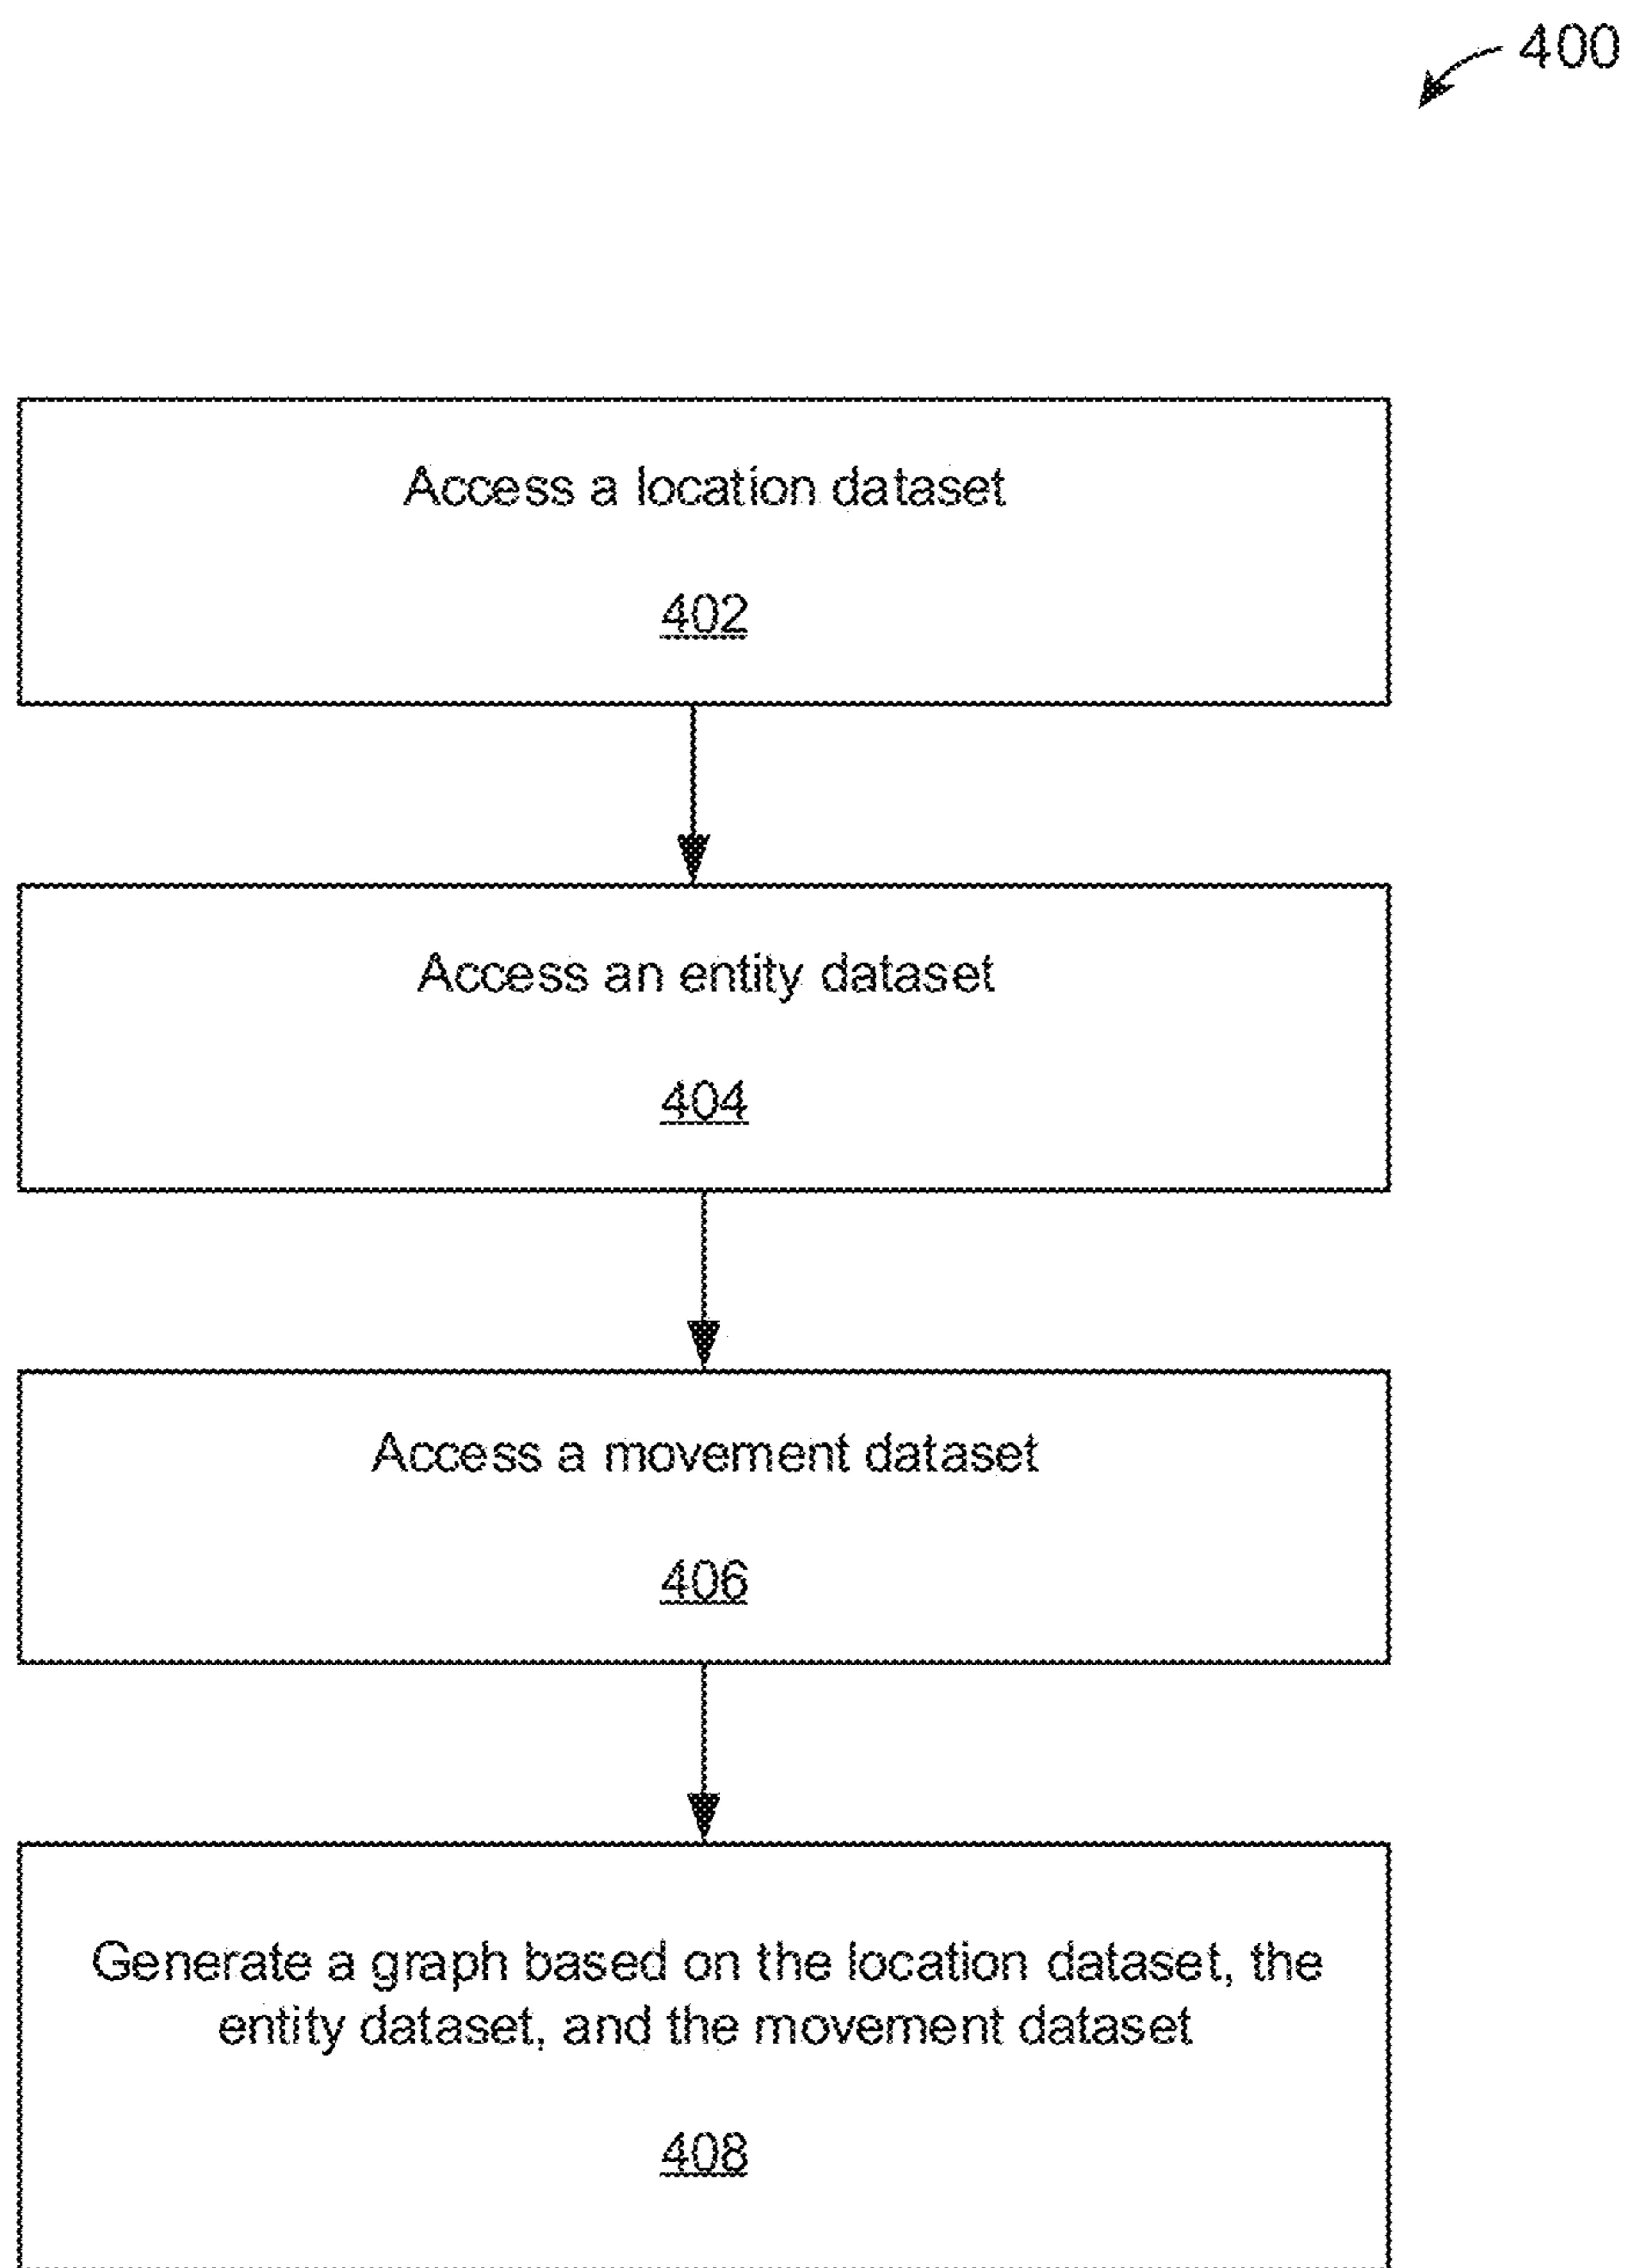 400
Access a location dataset
402
Access an entity dataset
404
Access a movement dataset
406
Generate a graph based on the location dataset, the
entity dataset, and the movement dataset
408